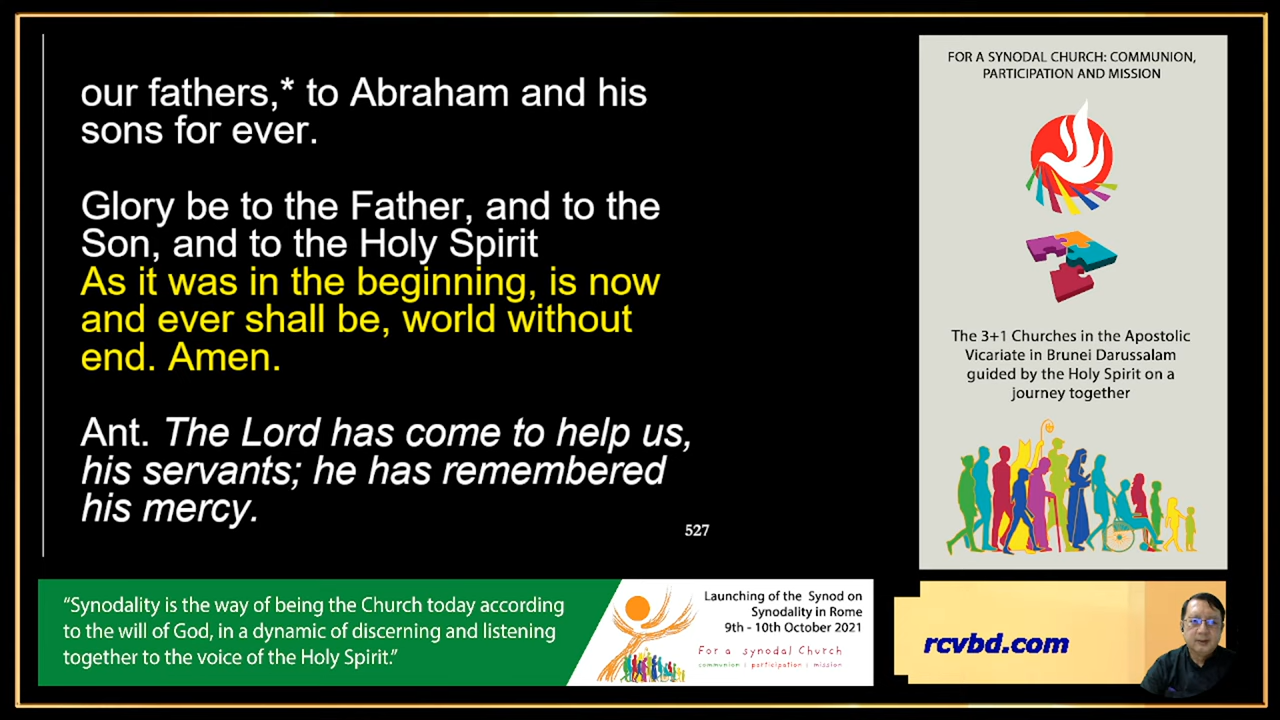 our fathers,* to Abraham and his
sons for ever.
Glory be to the Father, and to the
Son, and to the Holy Spirit
As it was in the beginning, is now
and ever shall be, world without
end. Amen.
Ant. The Lord has come to help us,
his servants; he has remembered
his mercy.
527
FOR A SYNODAL CHURCH: COMMUNION,
PARTICIPATION AND MISSION
The 3+1 Churches in the Apostolic
Vicariate in Brunei Darussalam
guided by the Holy Spirit on a
journey together
“Synodality is the way of being the Church today according
to the will of God, in a dynamic of discerning and listening
together to the voice of the Holy Spirit.”
Launching of the Synod on
Synodality in Rome
9th - 10th October 2021
For a synodal Church
communion | participation | mission
rcvbd.com